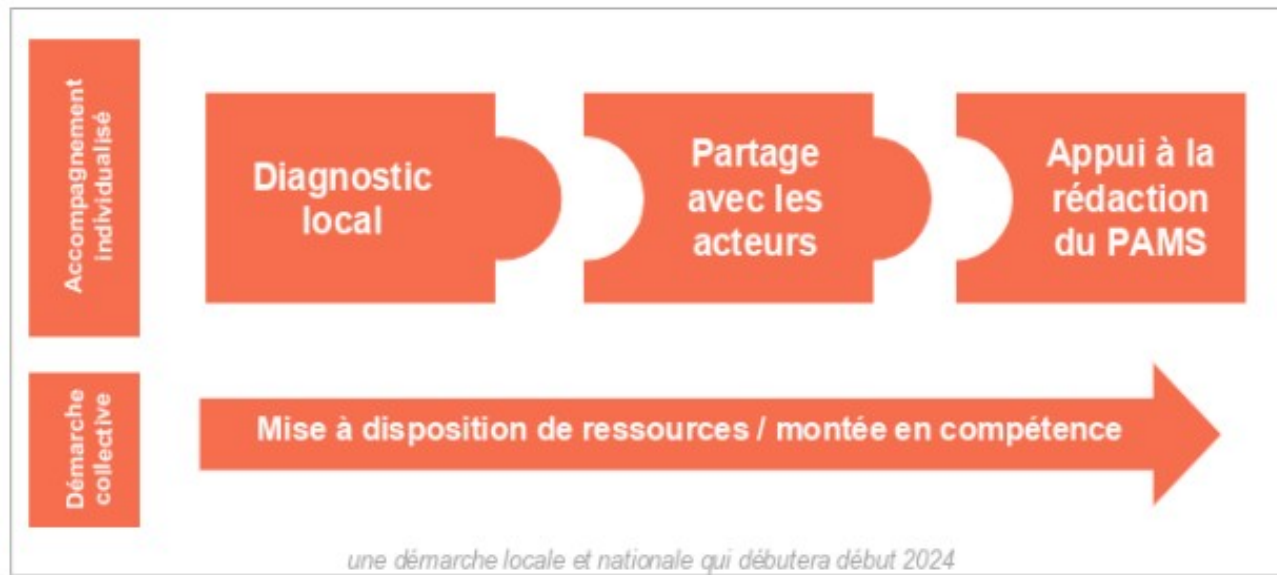 Accompagnement
individualisé
Diagnostic
local
Partage
avec les
acteurs
Appui à la
rédaction
du PAMS
Démarche
collective
Mise à disposition de ressources / montée en compétence
une démarche locale et nationale qui débutera début 2024